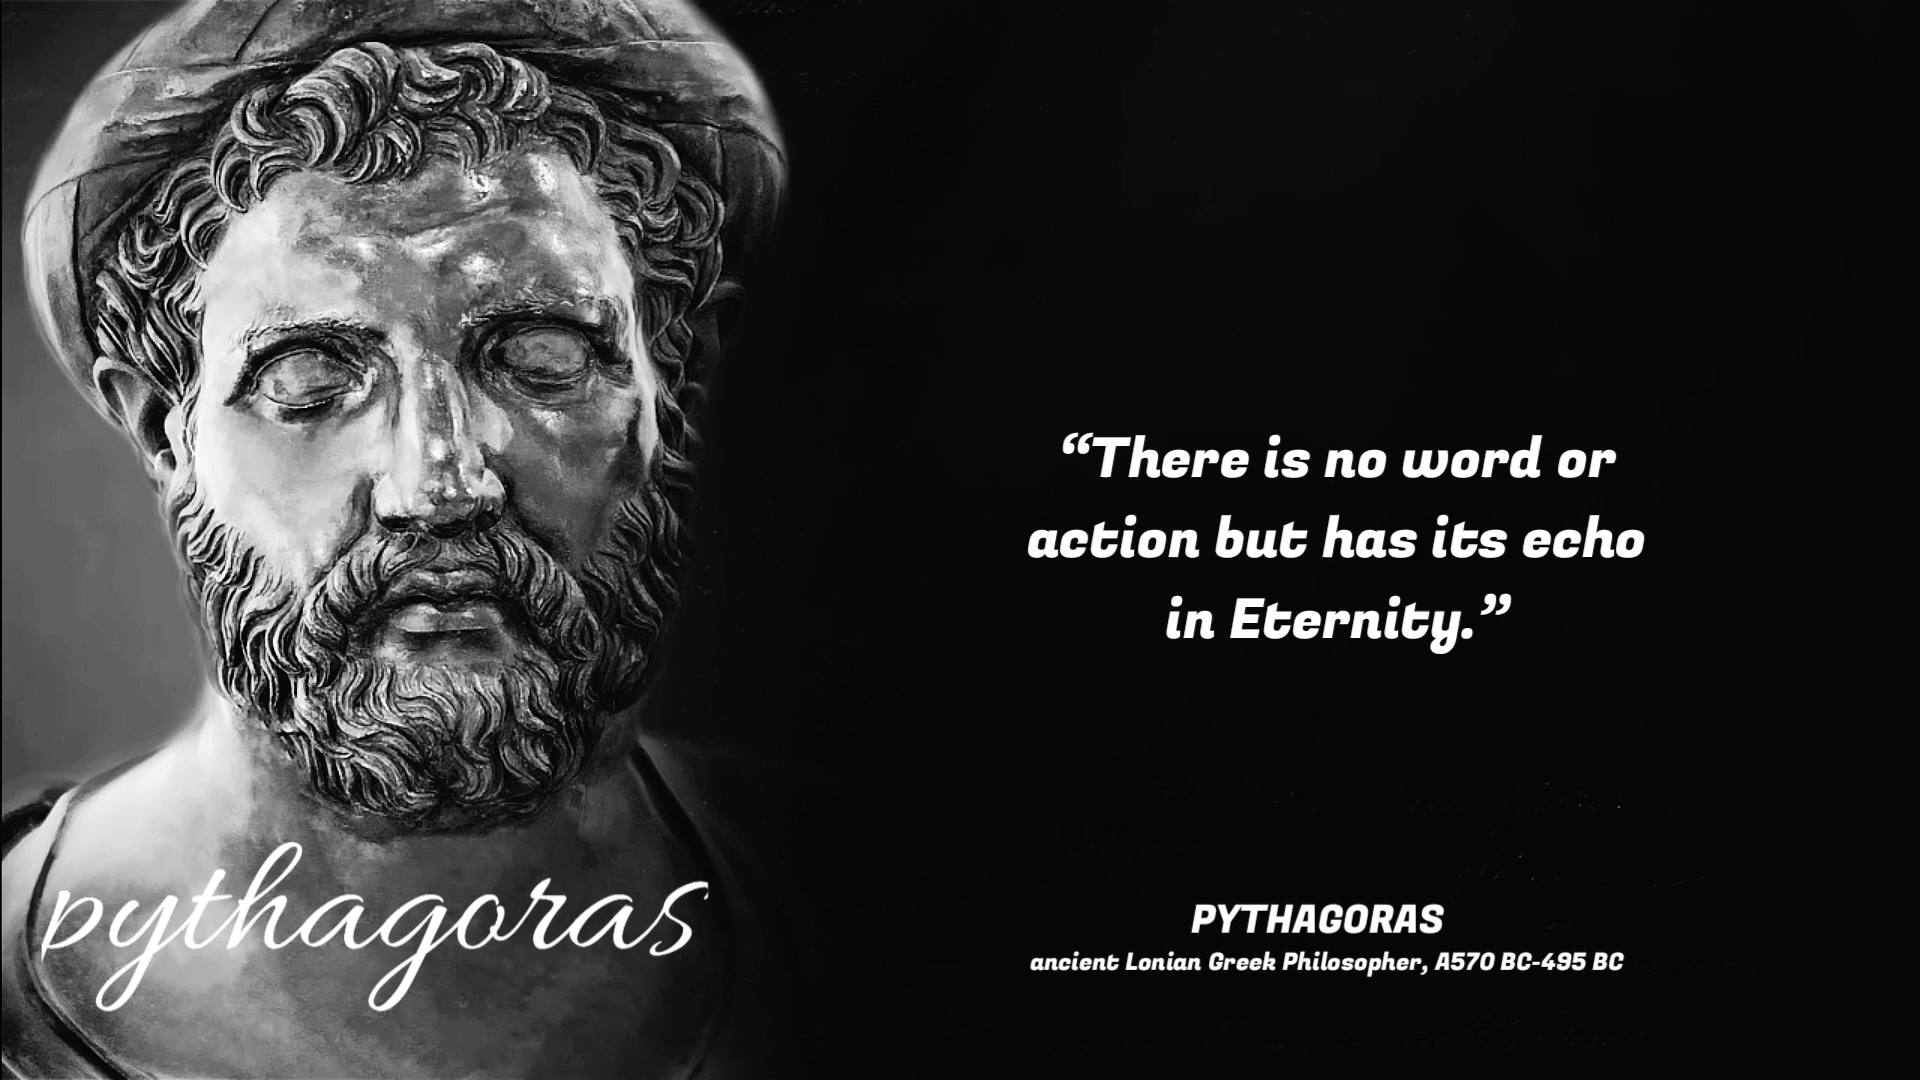 “There is no word or
action but has its echo
in Eternity.”
pythagoras
PYTHAGORAS
ancient Lonian Greek Philosopher, A570 BC-495 BC